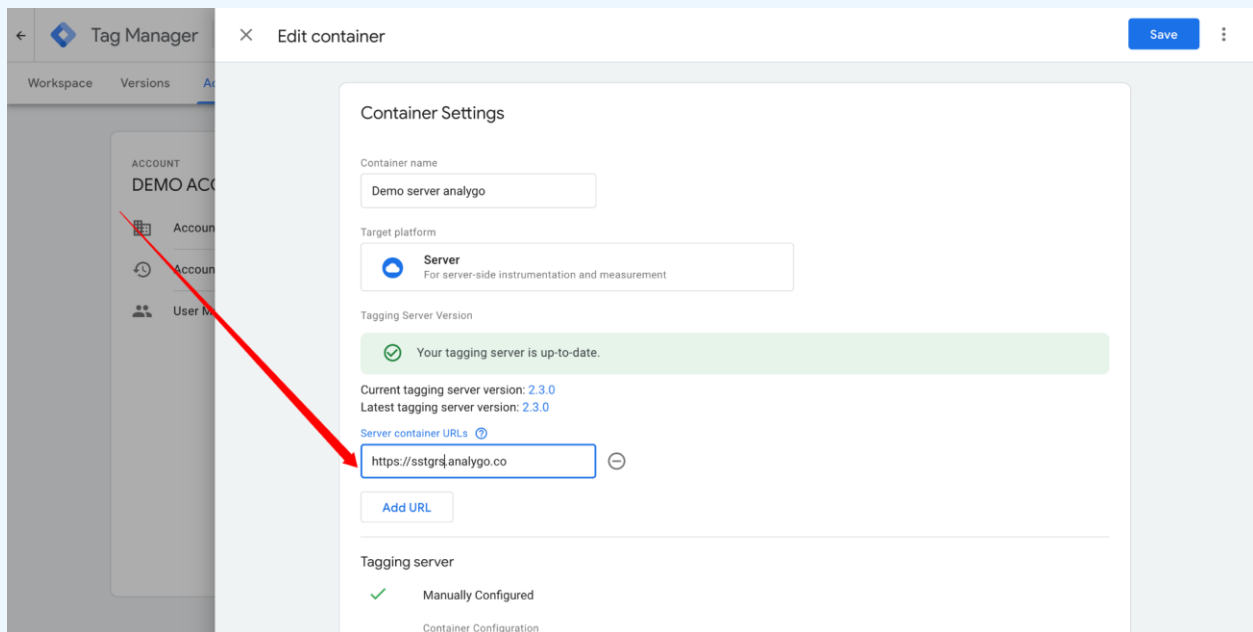 Tag Manager
Edit container
Save
Workspace
Versions
Container Settings
ACCOUNT
DEMO
Container name
Demo server analygo
Target platform
Server
For server-side instrumentation and measurement
User
Tagging Server Version
Your tagging server is up-to-date.
Current tagging server version: 2.3.0
Latest tagging server version: 2.3.0
Server container URLs
https://sstgrs.analygo.co
Add URL
Tagging server
Manually Configured
Container Configuration